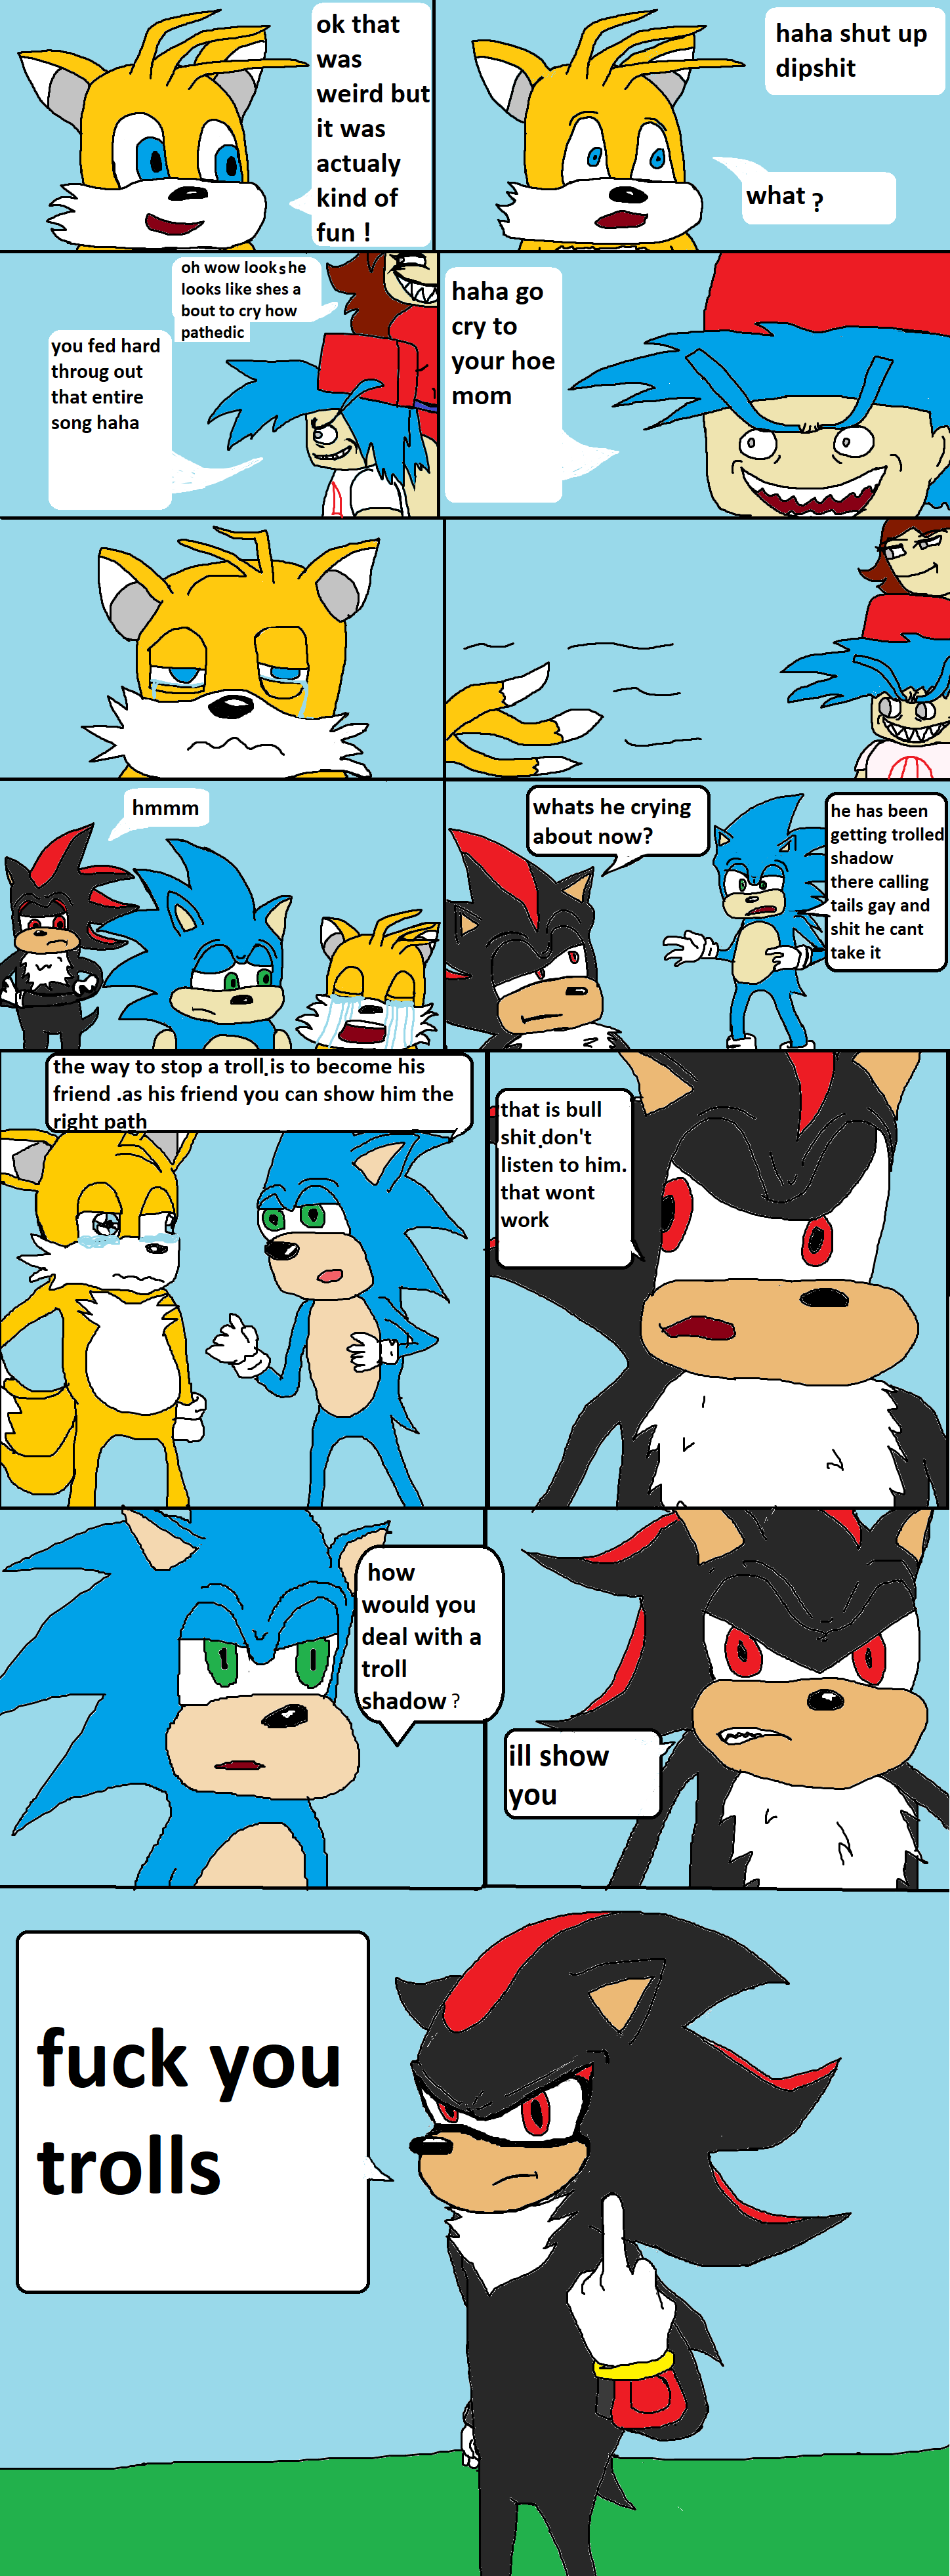 ok that
was
weird but
it was
actualy
kind of
fun !
haha shut up
dipshit
what ?
oh wow look she
looks like shes a
bout to cry how
pathedic
you fed hard
throug out
that entire
song haha
haha go
cry to
your hoe
mom
hmmm
whats he crying
about now?
he has been
getting trolled
shadow
there calling
tails gay and
shit he cant
take it
the way to stop a troll.is to become his
friend .as his friend you can show him the
right path
that is bull
shit.don't
listen to him.
that wont
work
how
would you
deal with a
troll
shadow ?
ill show
you
fuck you
trolls